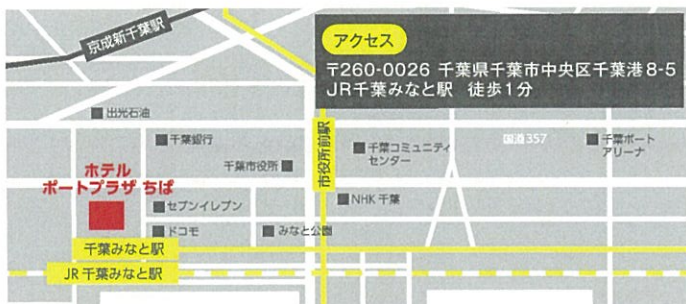 京成新千葉駅
アクセス
〒260-0026 千葉県千葉市中央区千葉港8-5
JR千葉みなと駅 徒歩1分
出光石油
千葉銀行
千葉市役所
市役所前駅
千葉コミュニティ
センター
国道357
千葉ポート
アリーナ
ホテル
ポートプラザ ちば
セブンイレブン
NHK 千葉
ドコモ
みなと公園
千葉みなと駅
JR 千葉みなと駅